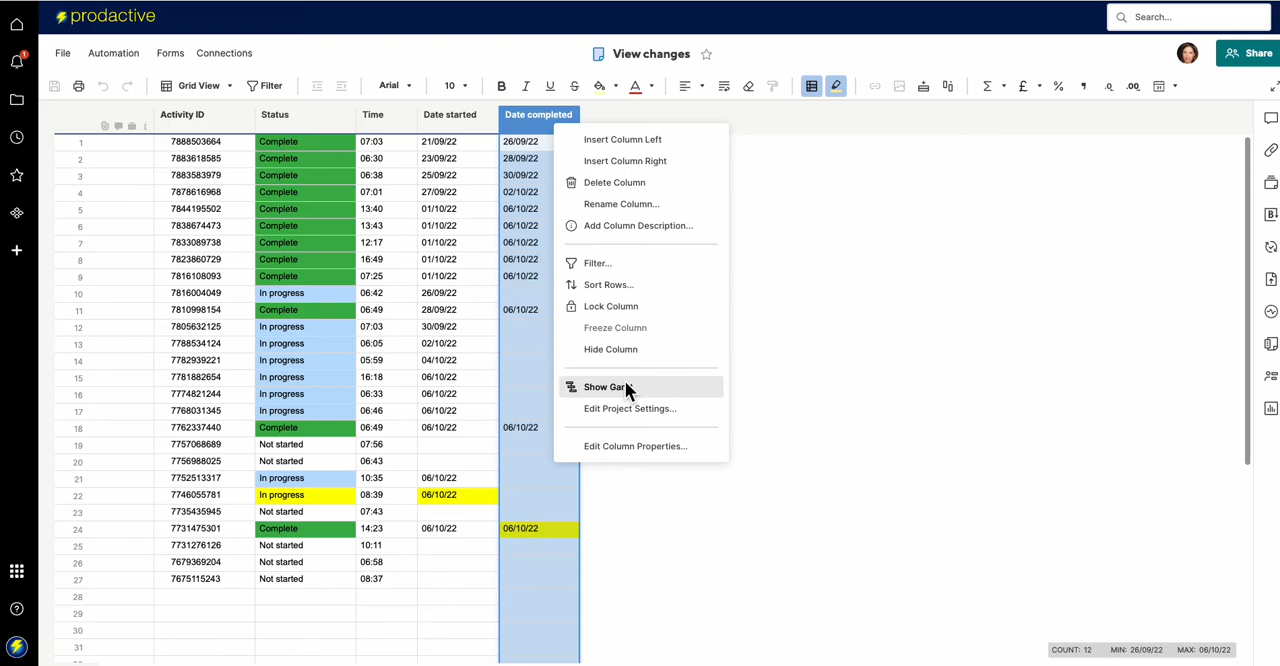 prodactive
Search...
File Automation Forms Connections
View changes
Share
1
Grid View Filter Arial 10 B I U S A Σ £ % .0 .00
Activity ID Status Time Date started Date completed
1 7888503664 Complete 07:03 21/09/22 26/09/22
2 7883618585 Complete 06:30 23/09/22 28/09/22
3 7883583979 Complete 06:38 25/09/22 30/09/22
4 7878616968 Complete 07:01 27/09/22 02/10/22
5 7844195502 Complete 13:40 01/10/22 06/10/22
6 7838674473 Complete 13:43 01/10/22 06/10/22
7 7833089738 Complete 12:17 01/10/22 06/10/22
8 7823860729 Complete 16:49 01/10/22 06/10/22
9 7816108093 Complete 07:25 01/10/22 06/10/22
10 7816004049 In progress 06:42 26/09/22
11 7810998154 Complete 06:49 28/09/22 06/10/22
12 7805632125 In progress 07:03 30/09/22
13 7788534124 In progress 06:05 02/10/22
14 7782939221 In progress 05:59 04/10/22
15 7781882654 In progress 16:18 06/10/22
16 7774821244 In progress 06:33 06/10/22
17 7768031345 In progress 06:46 06/10/22
18 7762337440 Complete 06:49 06/10/22 06/10/22
19 7757068689 Not started 07:56
20 7756988025 Not started 06:43
21 7752513317 In progress 10:35 06/10/22
22 7746055781 In progress 08:39 06/10/22
23 7735435945 Not started 07:43
24 7731475301 Complete 14:23 06/10/22 06/10/22
25 7731276126 Not started 10:11
26 7679369204 Not started 06:58
27 7675115243 Not started 08:37
28
29
30
31
Insert Column Left
Insert Column Right
Delete Column
Rename Column...
Add Column Description...
Filter...
Sort Rows...
Lock Column
Freeze Column
Hide Column
Show
Edit Project Settings...
Edit Column Properties...
COUNT: 12 MIN: 26/09/22 MAX: 06/10/22